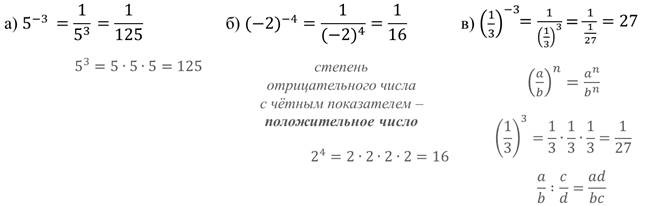 а) 5⁻³ = 1/5³ = 1/125
5³ = 5 · 5 · 5 = 125
б) (−2)⁻⁴ = 1/(−2)⁴ = 1/16
степень
отрицательного числа
с чётным показателем –
положительное число
2⁴ = 2 · 2 · 2 · 2 = 16
в) (1/3)⁻³ = 1/(1/3)³ = 1/(1/27) = 27
(a/b)ⁿ = aⁿ/bⁿ
(1/3)³ = 1/3 · 1/3 · 1/3 = 1/27
a/b : c/d = ad/bc